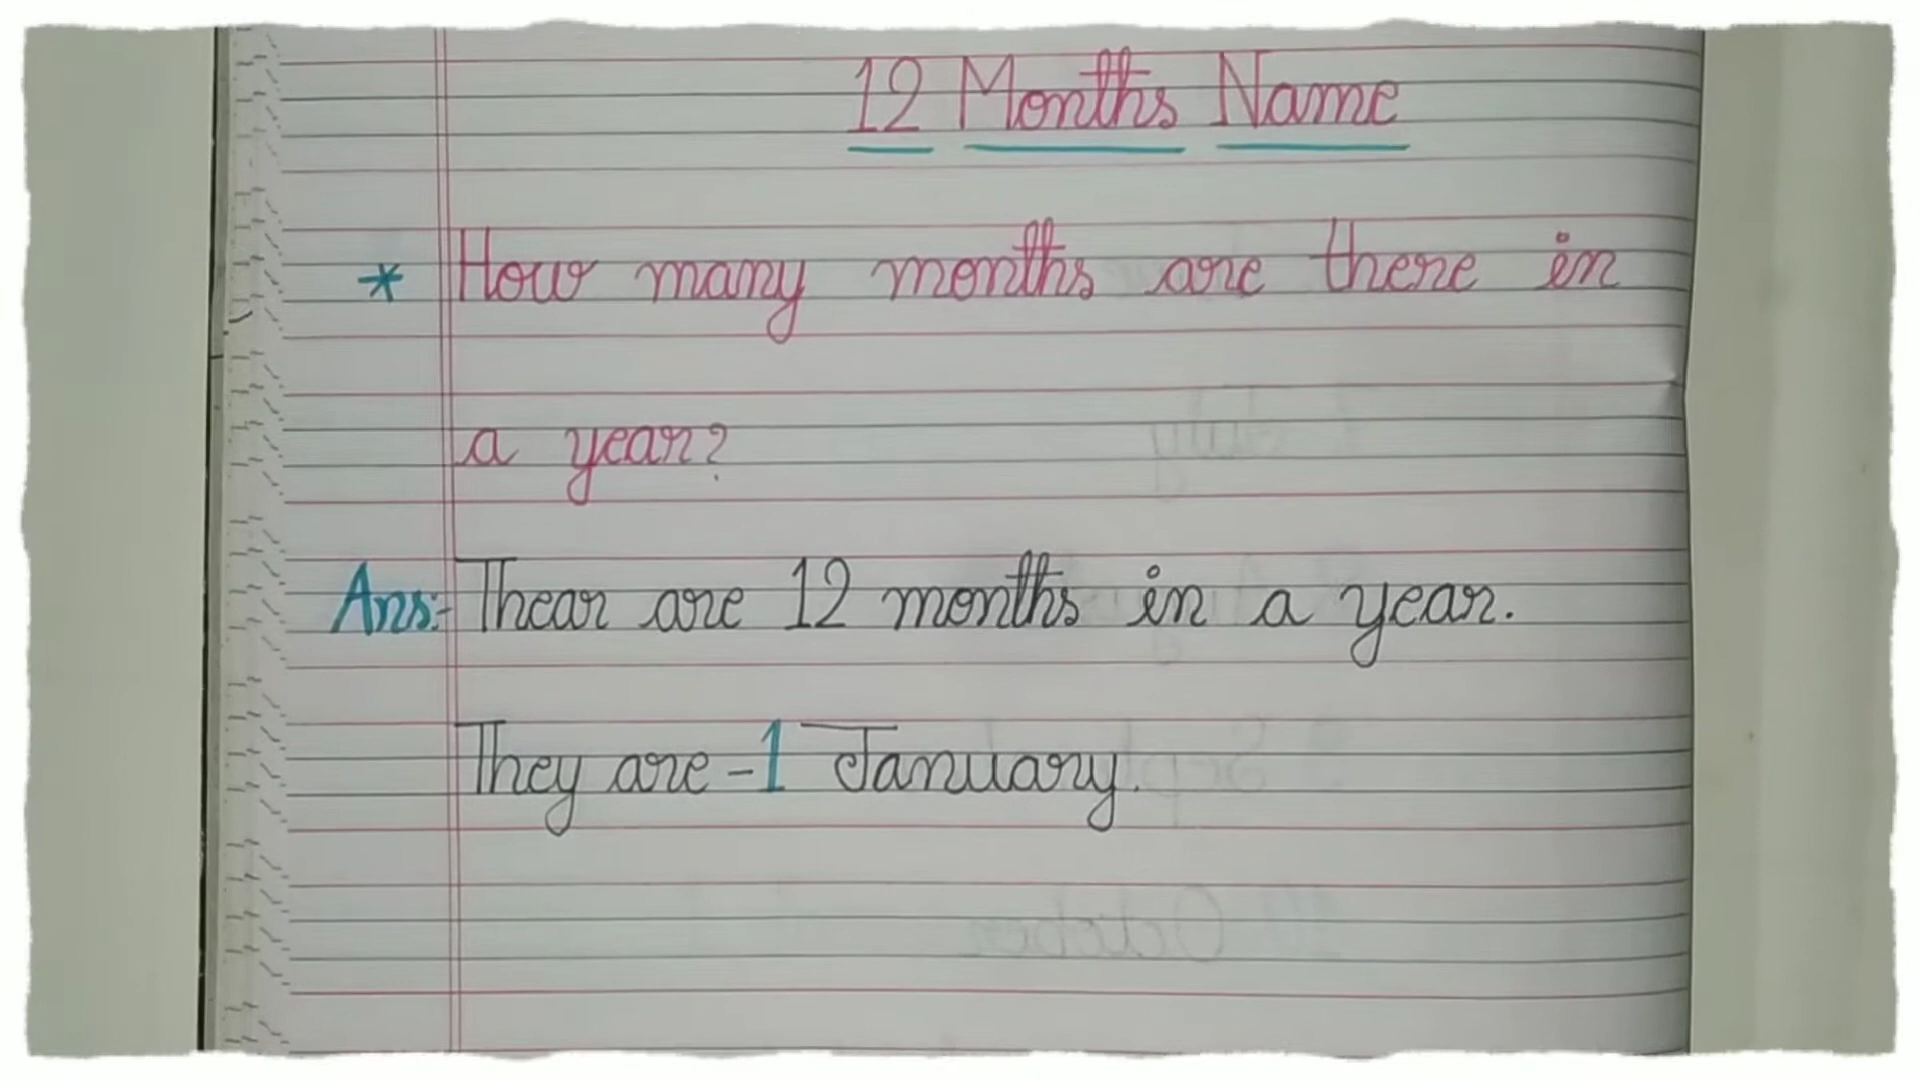 12 Months Name
* How many months are there in
a year?
Ans:- Thear are 12 months in a year.
They are - 1 January.